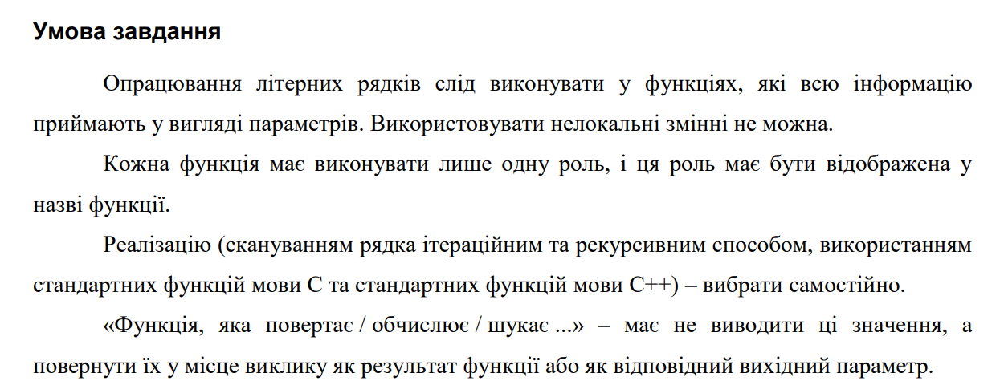 Умова завдання
Опрацювання літерних рядків слід виконувати у функціях, які всю інформацію
приймають у вигляді параметрів. Використовувати нелокальні змінні не можна.
Кожна функція має виконувати лише одну роль, і ця роль має бути відображена у
назві функції.
Реалізацію (скануванням рядка ітераційним та рекурсивним способом, використанням
стандартних функцій мови C та стандартних функцій мови C++) – вибрати самостійно.
«Функція, яка повертає / обчислює / шукає ...» – має не виводити ці значення, а
повернути їх у місце виклику як результат функції або як відповідний вихідний параметр.